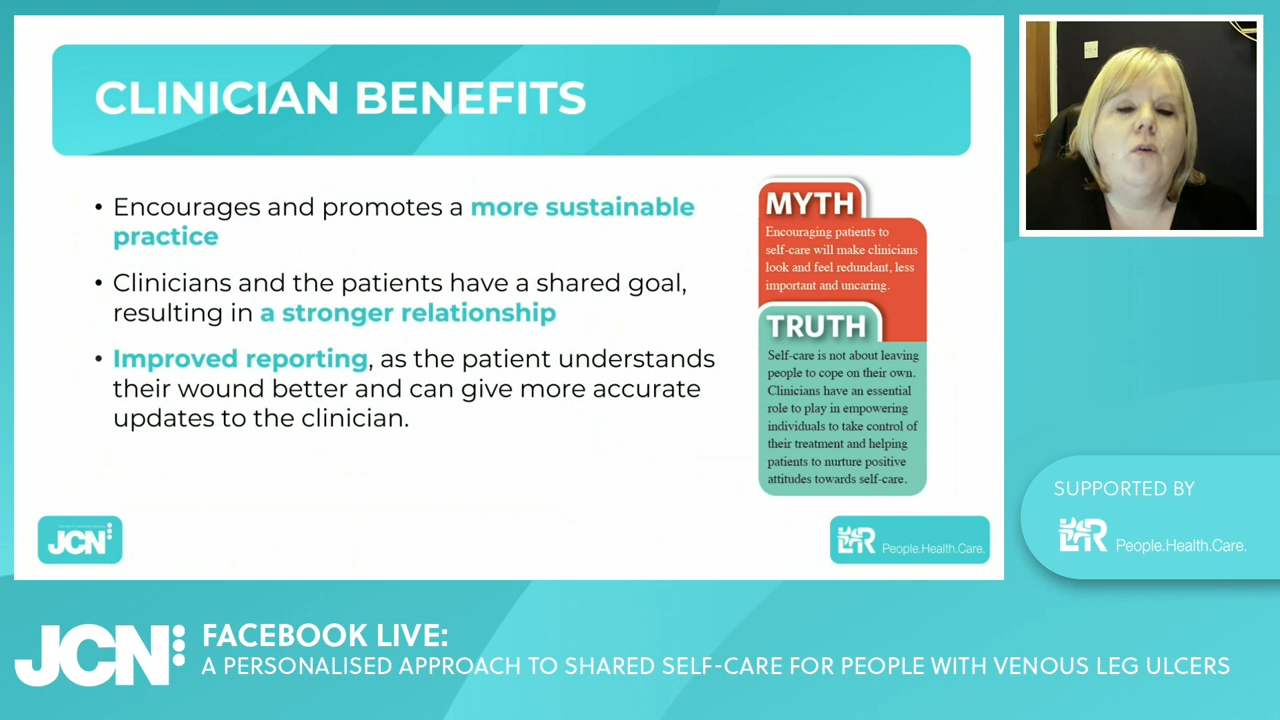 CLINICIAN BENEFITS
• Encourages and promotes a more sustainable
practice
• Clinicians and the patients have a shared goal,
resulting in a stronger relationship
• Improved reporting, as the patient understands
their wound better and can give more accurate
updates to the clinician.
MYTH
Encouraging patients to
self-care will make clinicians
look and feel redundant, less
important and uncaring.
TRUTH
Self-care is not about leaving
people to cope on their own.
Clinicians have an essential
role to play in empowering
individuals to take control of
their treatment and helping
patients to nurture positive
attitudes towards self-care.
JCN
L&R People.Health.Care.
SUPPORTED BY
L&R People.Health.Care.
JCN
FACEBOOK LIVE:
A PERSONALISED APPROACH TO SHARED SELF-CARE FOR PEOPLE WITH VENOUS LEG ULCERS